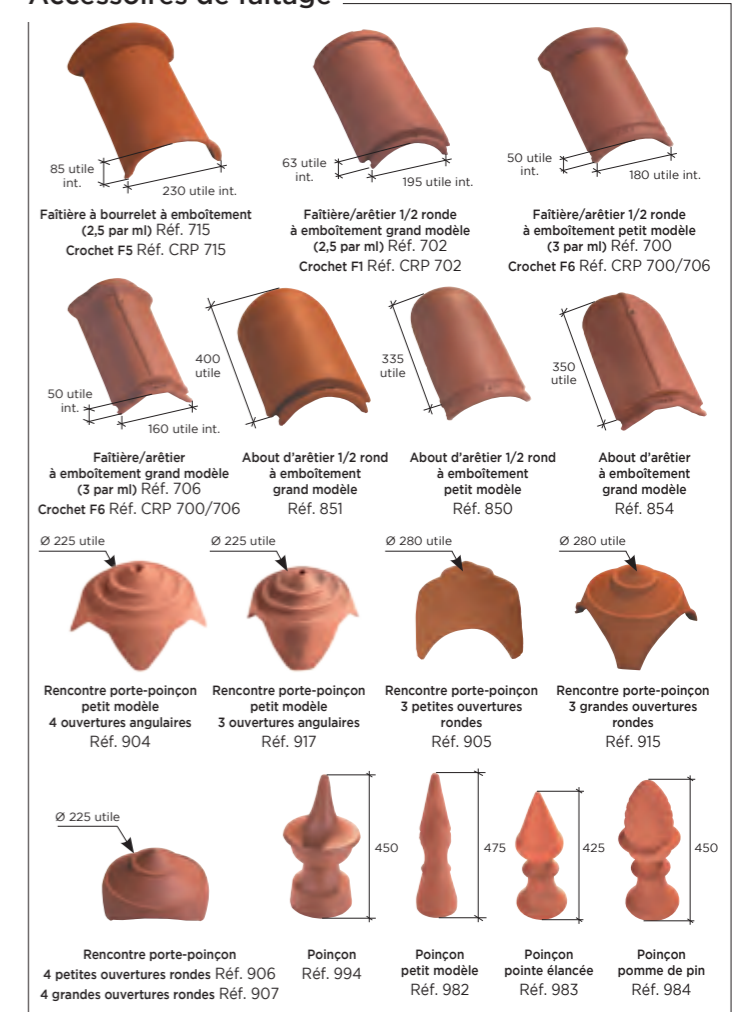 Accessoires de faîtage
85 utile
int.
230 utile int.
63 utile
int.
195 utile int.
50 utile
int.
180 utile int.
Faîtière à bourrelet à emboîtement
(2,5 par ml) Réf. 715
Crochet F5 Réf. CRP 715
Faîtière/arêtier 1/2 ronde
à emboîtement grand modèle
(2,5 par ml) Réf. 702
Crochet F1 Réf. CRP 702
Faîtière/arêtier 1/2 ronde
à emboîtement petit modèle
(3 par ml) Réf. 700
Crochet F6 Réf. CRP 700/706
50 utile
int.
160 utile int.
400
utile
335
utile
350
utile
Faîtière/arêtier
à emboîtement grand modèle
(3 par ml) Réf. 706
Crochet F6 Réf. CRP 700/706
About d'arêtier 1/2 rond
à emboîtement
grand modèle
Réf. 851
About d'arêtier 1/2 rond
à emboîtement
petit modèle
Réf. 850
About d'arêtier
à emboîtement
grand modèle
Réf. 854
Ø 225 utile
Ø 225 utile
Ø 280 utile
Ø 280 utile
Rencontre porte-poinçon
petit modèle
4 ouvertures angulaires
Réf. 904
Rencontre porte-poinçon
petit modèle
3 ouvertures angulaires
Réf. 917
Rencontre porte-poinçon
3 petites ouvertures
rondes
Réf. 905
Rencontre porte-poinçon
3 grandes ouvertures
rondes
Réf. 915
Ø 225 utile
450
475
425
450
Rencontre porte-poinçon
4 petites ouvertures rondes Réf. 906
4 grandes ouvertures rondes Réf. 907
Poinçon
Réf. 994
Poinçon
petit modèle
Réf. 982
Poinçon
pointe élancée
Réf. 983
Poinçon
pomme de pin
Réf. 984